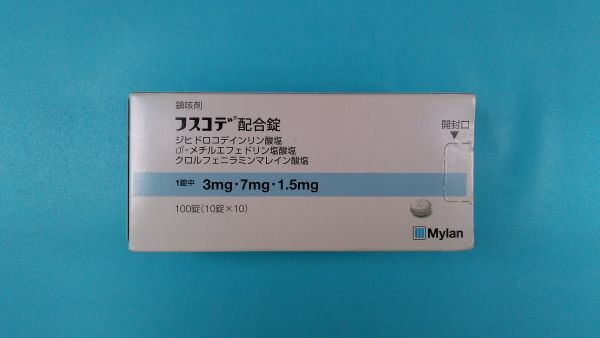 鎮咳剤
フスコデ®配合錠
ジヒドロコデインリン酸塩
dl-メチルエフェドリン塩酸塩
クロルフェニラミンマレイン酸塩
1錠中 3mg・7mg・1.5mg
100錠(10錠×10)
開封口
Mylan